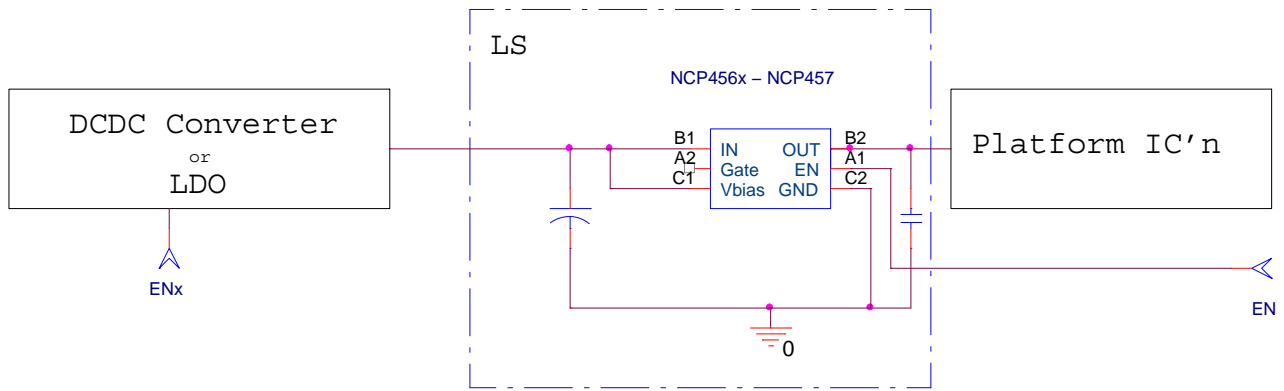 LS
NCP456x – NCP457
DCDC Converter
or
LDO
ENx
B1
A2
C1
IN
Gate
Vbias
OUT
EN
GND
B2
A1
C2
0
Platform IC'n
EN